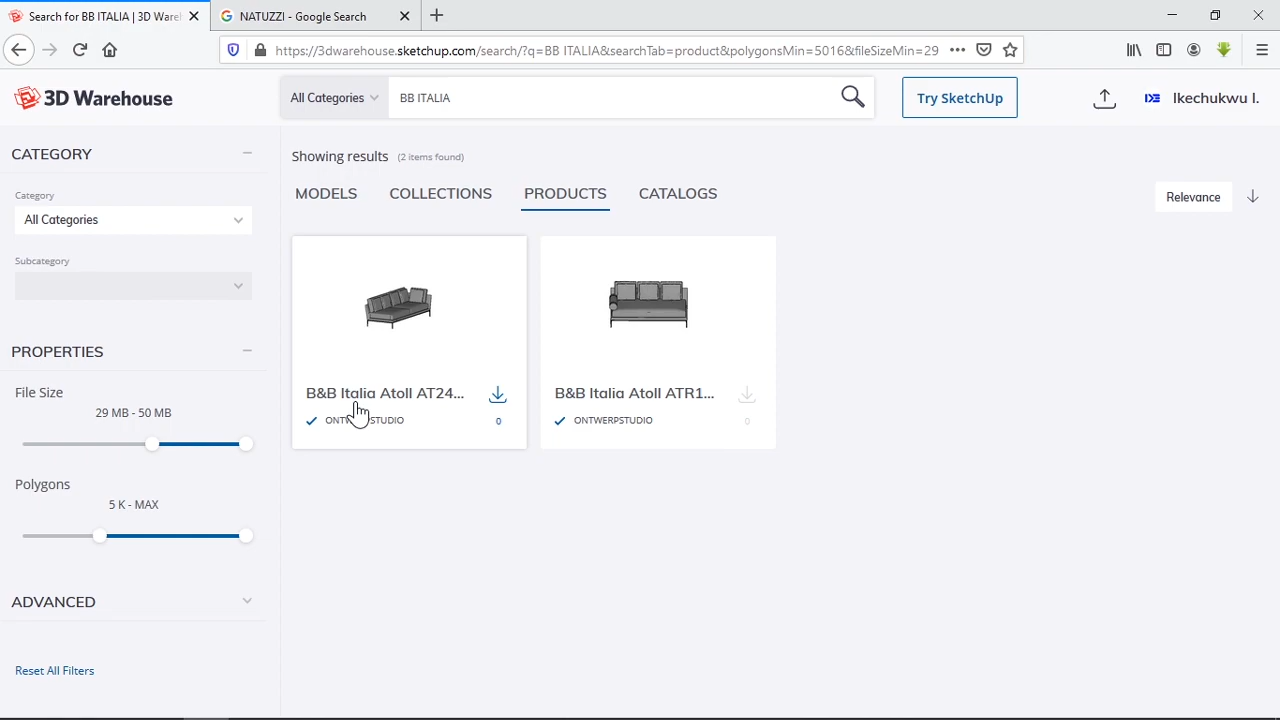 Search for BB ITALIA | 3D Ware
NATUZZI - Google Search
https://3dwarehouse.sketchup.com/search/?q=BB ITALIA&searchTab=product&polygonsMin=5016&fileSizeMin=29
3D Warehouse
All Categories
BB ITALIA
Try SketchUp
Ikechukwu I.
CATEGORY
Category
All Categories
Subcategory
PROPERTIES
File Size
29 MB - 50 MB
Polygons
5 K - MAX
ADVANCED
Reset All Filters
Showing results (2 items found)
MODELS
COLLECTIONS
PRODUCTS
CATALOGS
Relevance
B&B Italia Atoll AT24...
0
B&B Italia Atoll ATR1...
ONTWERPSTUDIO
0